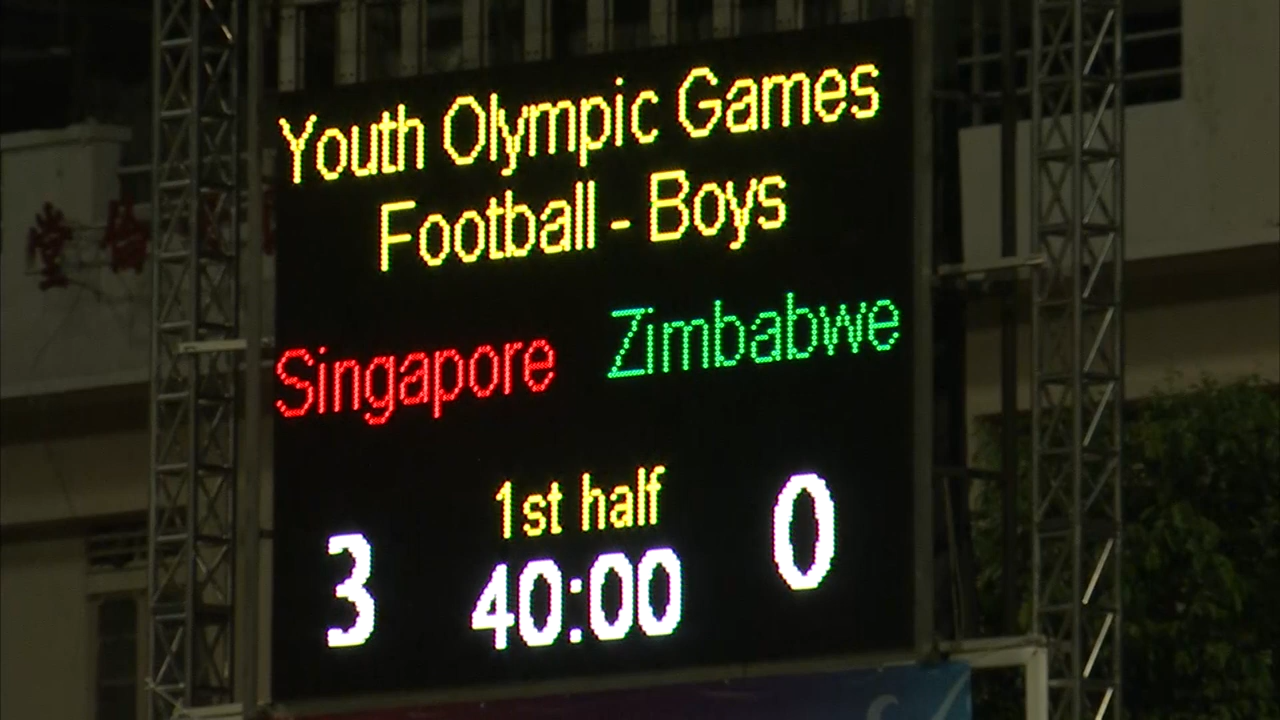 Youth Olympic Games
Football - Boys
Singapore Zimbabwe
1st half
3 40:00 0